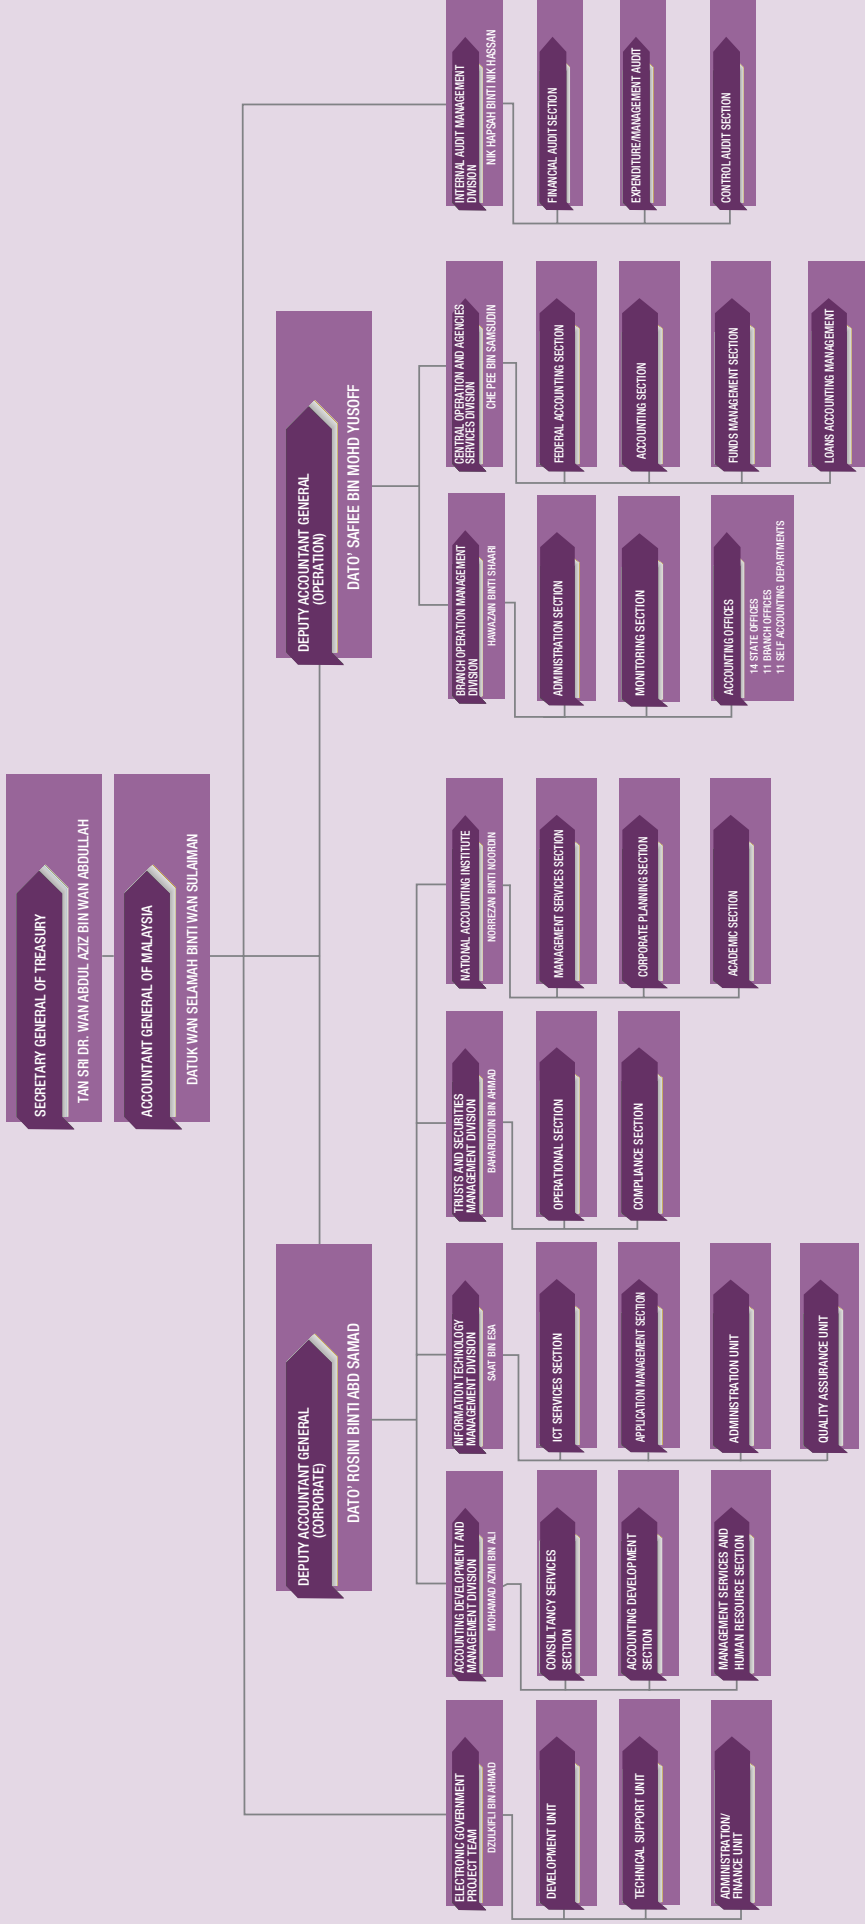 SECRETARY GENERAL OF TREASURY
TAN SRI DR. WAN ABDUL AZIZ BIN WAN ABDULLAH
ACCOUNTANT GENERAL OF MALAYSIA
DATUK WAN SELAMAH BINTI WAN SULAIMAN
DEPUTY ACCOUNTANT GENERAL
(CORPORATE)
DATO' ROSINI BINTI ABD SAMAD
DEPUTY ACCOUNTANT GENERAL
(OPERATION)
DATO' SAFIEE BIN MOHD YUSOFF
ELECTRONIC GOVERNMENT
PROJECT TEAM
DZULKIFLI BIN AHMAD
DEVELOPMENT UNIT
TECHNICAL SUPPORT UNIT
ADMINISTRATION/
FINANCE UNIT
ACCOUNTING DEVELOPMENT AND
MANAGEMENT DIVISION
MOHAMAD AZMI BIN ALI
CONSULTANCY SERVICES
SECTION
ACCOUNTING DEVELOPMENT
SECTION
MANAGEMENT SERVICES AND
HUMAN RESOURCE SECTION
INFORMATION TECHNOLOGY
MANAGEMENT DIVISION
SAAT BIN ESA
ICT SERVICES SECTION
APPLICATION MANAGEMENT SECTION
ADMINISTRATION UNIT
QUALITY ASSURANCE UNIT
TRUSTS AND SECURITIES
MANAGEMENT DIVISION
BAHARUDDIN BIN AHMAD
OPERATIONAL SECTION
COMPLIANCE SECTION
NATIONAL ACCOUNTING INSTITUTE
NORREZAN BINTI NOORDIN
MANAGEMENT SERVICES SECTION
CORPORATE PLANNING SECTION
ACADEMIC SECTION
BRANCH OPERATION MANAGEMENT
DIVISION
HAWAZAIN BINTI SHAARI
ADMINISTRATION SECTION
MONITORING SECTION
ACCOUNTING OFFICES
14 STATE OFFICES
11 BRANCH OFFICES
11 SELF ACCOUNTING DEPARTMENTS
CENTRAL OPERATION AND AGENCIES
SERVICES DIVISION
CHE PEE BIN SAMSUDIN
FEDERAL ACCOUNTING SECTION
ACCOUNTING SECTION
FUNDS MANAGEMENT SECTION
LOANS ACCOUNTING MANAGEMENT
INTERNAL AUDIT MANAGEMENT
DIVISION
NIK HAPSAH BINTI NIK HASSAN
FINANCIAL AUDIT SECTION
EXPENDITURE/MANAGEMENT AUDIT
CONTROL AUDIT SECTION